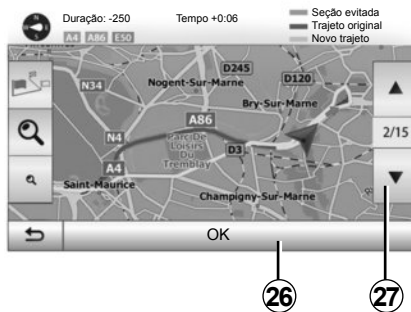 Duração: -250
Tempo +0:06
A4 A86 E50
Seção evitada
Trajeto original
Novo trajeto
D245
D120
N34
Nogent-Sur-Marne
Bry-Sur-Marne
A86
2/15
N4
Parc De
Loisirs
Du
Tremblay
D3
A4
Saint-Maurice
Champigny-Sur-Marne
OK
26
27